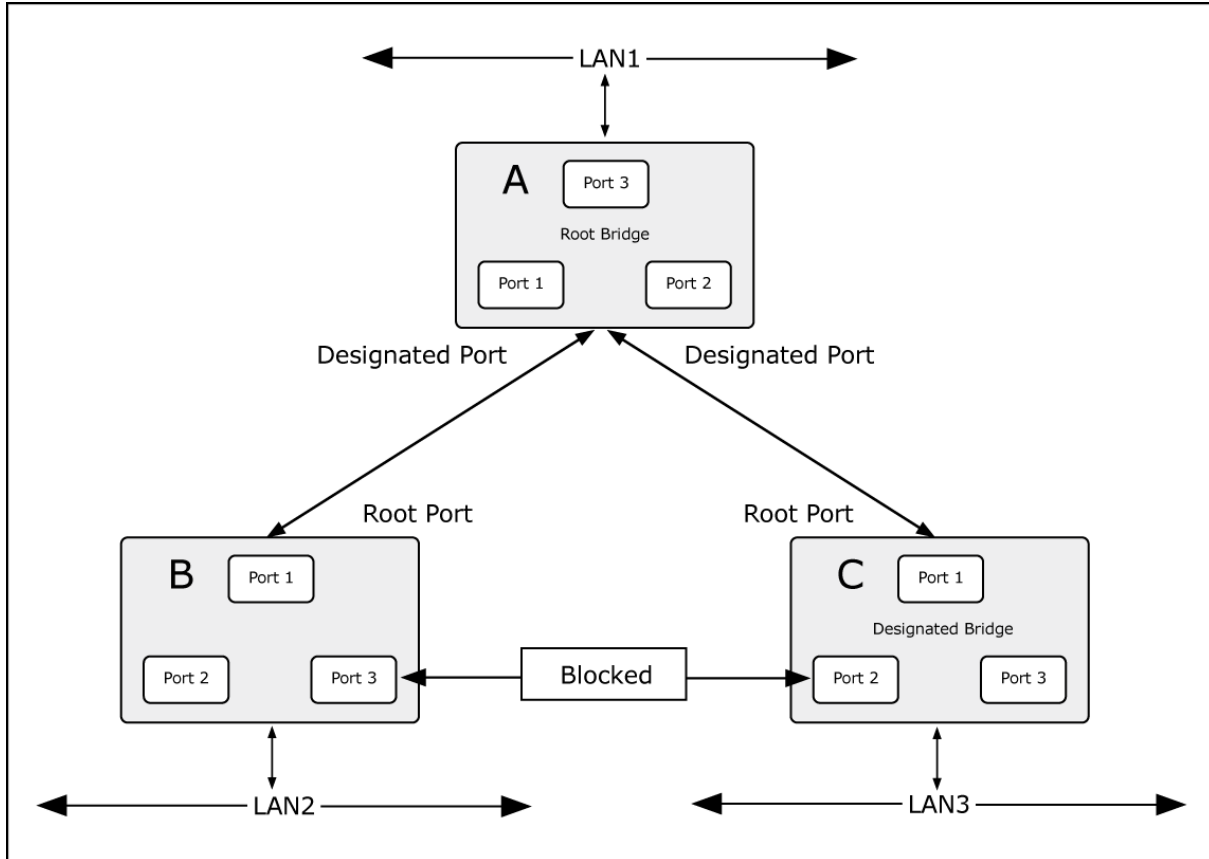 LAN1
A
Port 3
Root Bridge
Port 1
Port 2
Designated Port
Designated Port
Root Port
Root Port
B
Port 1
Port 2
Port 3
Blocked
C
Port 1
Designated Bridge
Port 2
Port 3
LAN2
LAN3